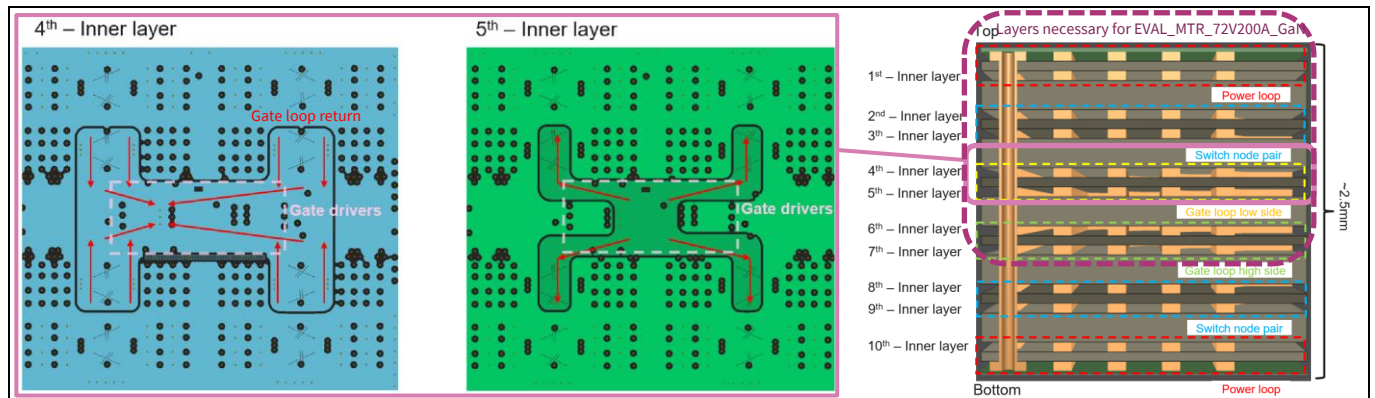 4th – Inner layer
Gate loop return
Gate drivers
5th – Inner layer
Gate drivers
Layers necessary for EVAL_MTR_72V200A_GaN
Top
1st – Inner layer
Power loop
2nd – Inner layer
3th – Inner layer
Switch node pair
4th – Inner layer
5th – Inner layer
Gate loop low side
6th – Inner layer
7th – Inner layer
Gate loop high side
8th – Inner layer
9th – Inner layer
Switch node pair
10th – Inner layer
Bottom
Power loop
~2.5mm